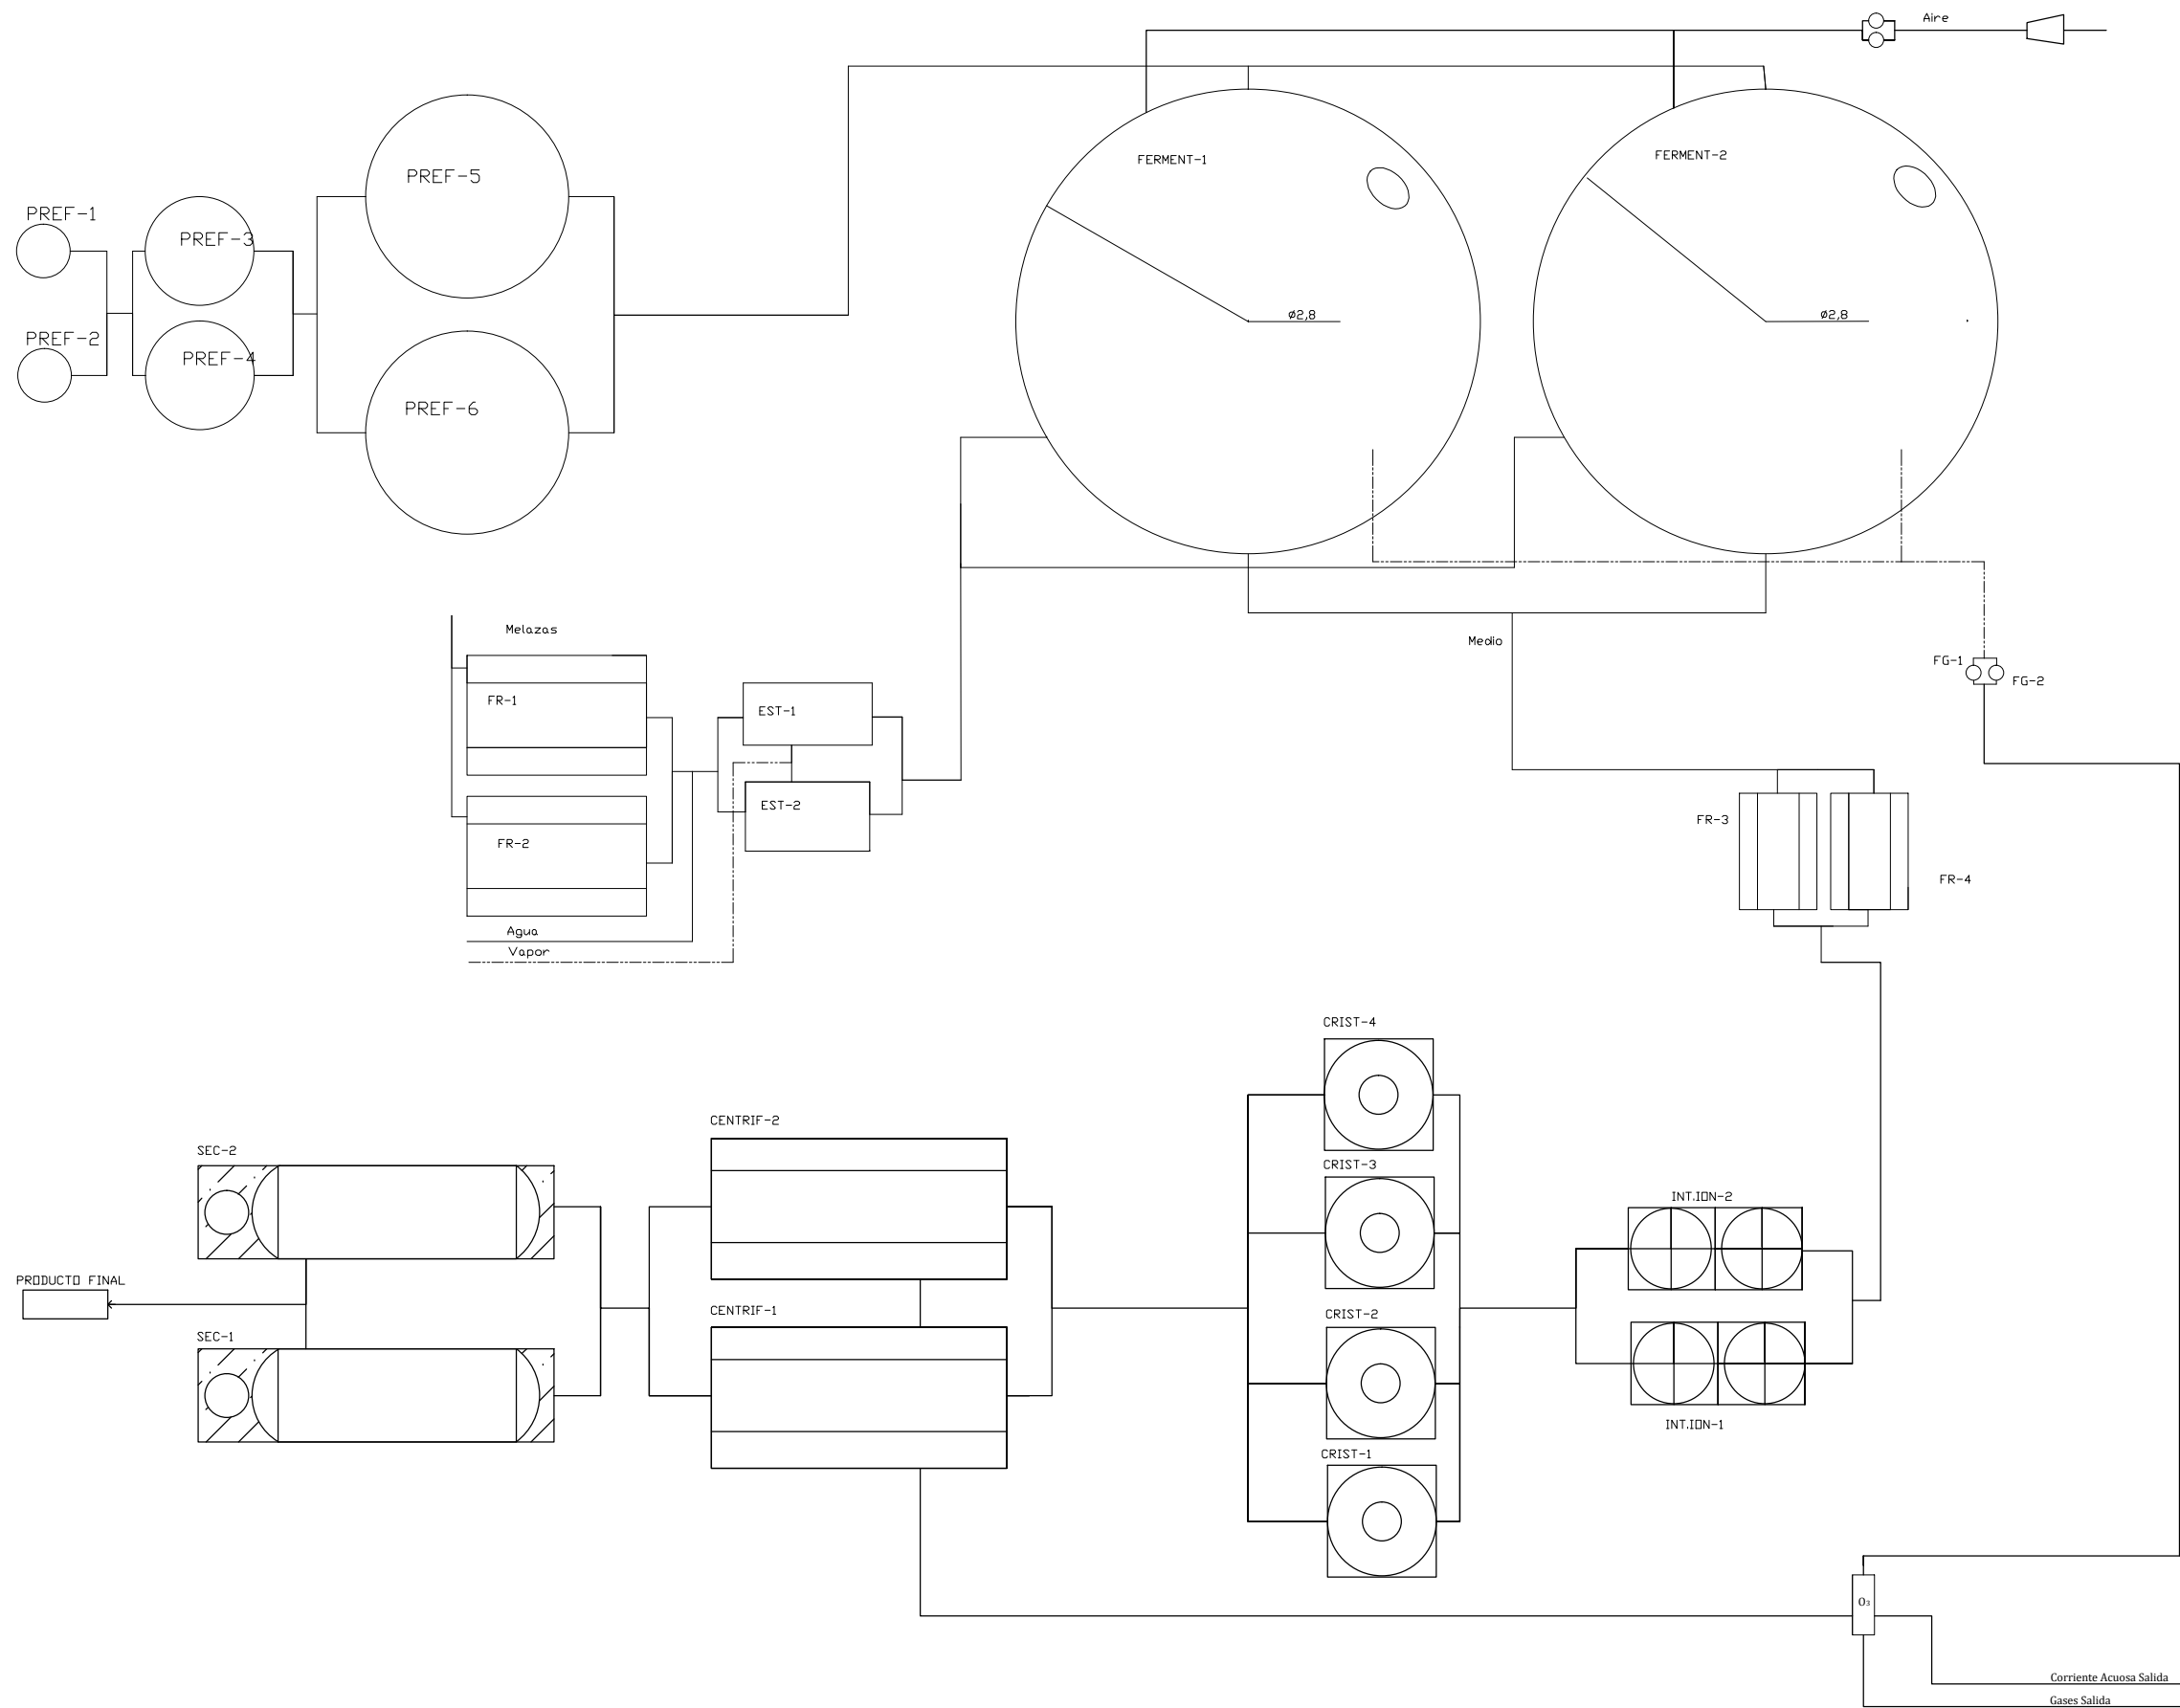 Aire
FERMENT-1
FERMENT-2
PREF-5
PREF-1
PREF-3
Ø2,8
Ø2,8
PREF-2
PREF-4
PREF-6
Melazas
Medio
FG-1
FG-2
FR-1
EST-1
EST-2
FR-3
FR-2
FR-4
Agua
Vapor
CRIST-4
CENTRIF-2
SEC-2
CRIST-3
INT.ION-2
PRODUCTO FINAL
CENTRIF-1
CRIST-2
SEC-1
INT.ION-1
CRIST-1
O3
Corriente Acuosa Salida
Gases Salida